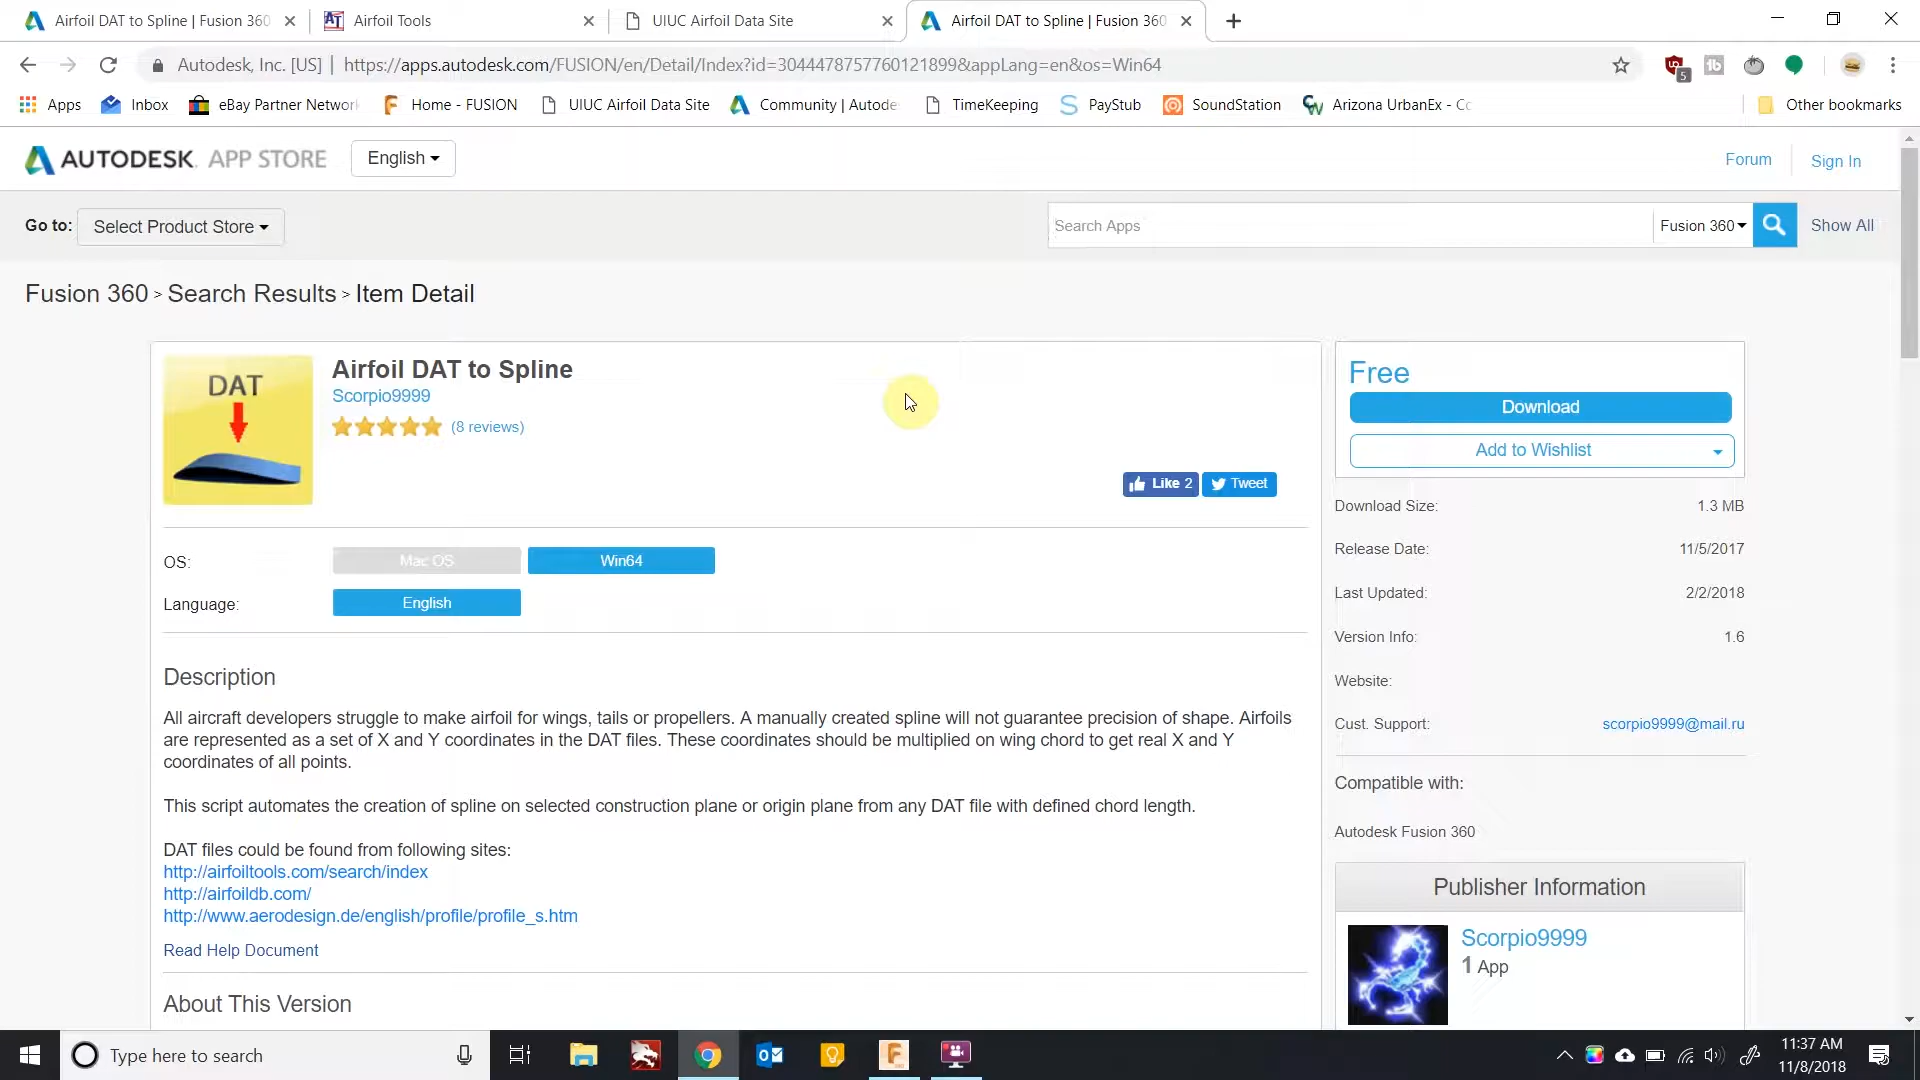 Airfoil DAT to Spline | Fusion 360
Airfoil Tools
UIUC Airfoil Data Site
Airfoil DAT to Spline | Fusion 360
Autodesk, Inc. [US] | https://apps.autodesk.com/FUSION/en/Detail/Index?id=3044478757760121899&appLang=en&os=Win64
5
Apps
Inbox
eBay Partner Network
Home - FUSION
UIUC Airfoil Data Site
Community | Autode
TimeKeeping
PayStub
SoundStation
Arizona UrbanEx - Co
Other bookmarks
AUTODESK. APP STORE
English
Forum
Sign In
Go to:
Select Product Store
Search Apps
Fusion 360
Show All
Fusion 360 > Search Results > Item Detail
DAT
Airfoil DAT to Spline
Scorpio9999
(8 reviews)
Like 2
Tweet
Free
Download
Add to Wishlist
Download Size: 1.3 MB
Release Date: 11/5/2017
Last Updated: 2/2/2018
Version Info: 1.6
Website:
Cust. Support: scorpio9999@mail.ru
Compatible with:
Autodesk Fusion 360
Publisher Information
Scorpio9999
1 App
OS: Mac OS Win64
Language: English
Description
All aircraft developers struggle to make airfoil for wings, tails or propellers. A manually created spline will not guarantee precision of shape. Airfoils
are represented as a set of X and Y coordinates in the DAT files. These coordinates should be multiplied on wing chord to get real X and Y
coordinates of all points.
This script automates the creation of spline on selected construction plane or origin plane from any DAT file with defined chord length.
DAT files could be found from following sites:
http://airfoiltools.com/search/index
http://airfoildb.com/
http://www.aerodesign.de/english/profile/profile_s.htm
Read Help Document
About This Version
Type here to search
11:37 AM
11/8/2018